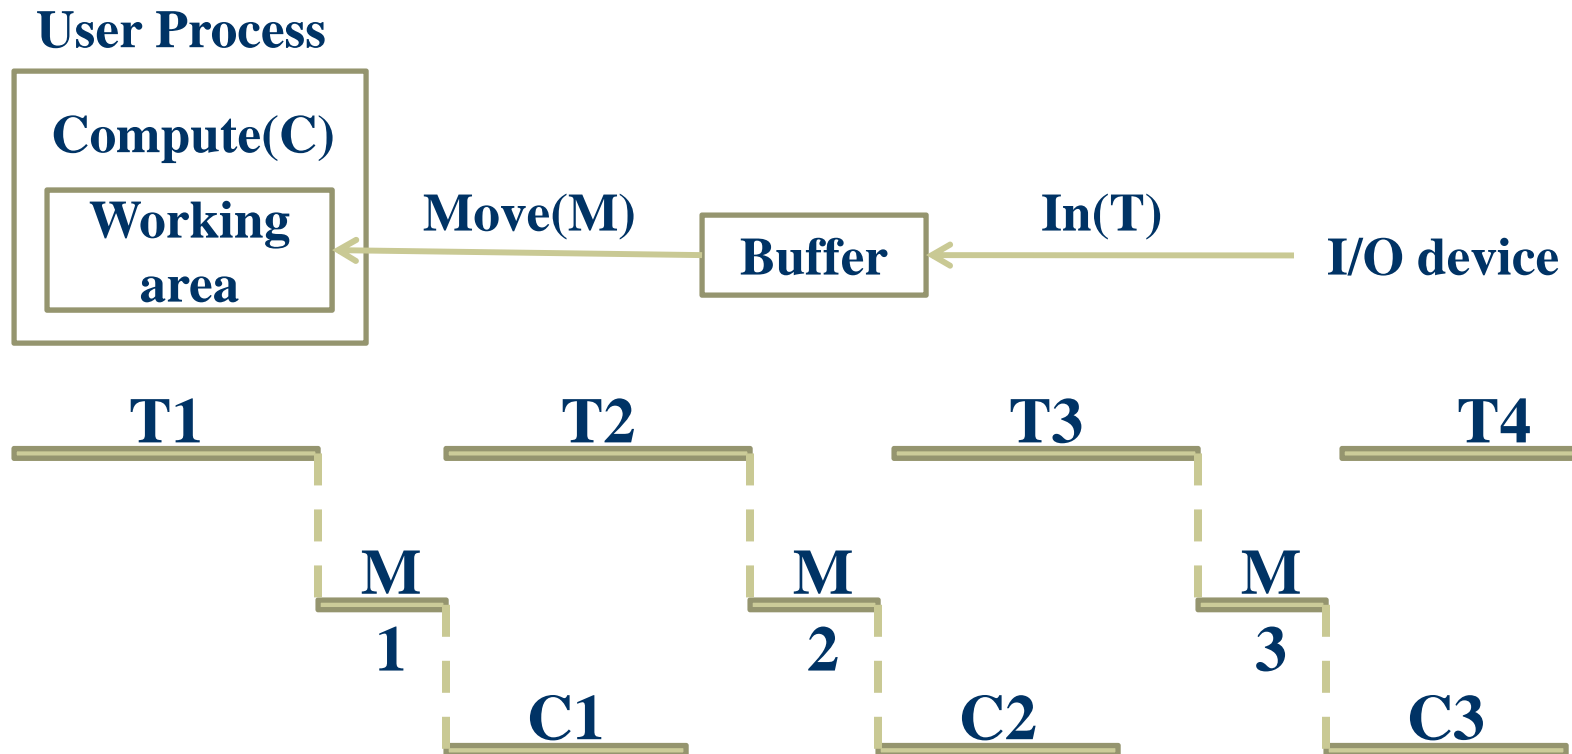 User Process
Compute(C)
Working
area
Move(M)
Buffer
In(T)
I/O device
T1
T2
T3
T4
M
1
M
2
M
3
C1
C2
C3